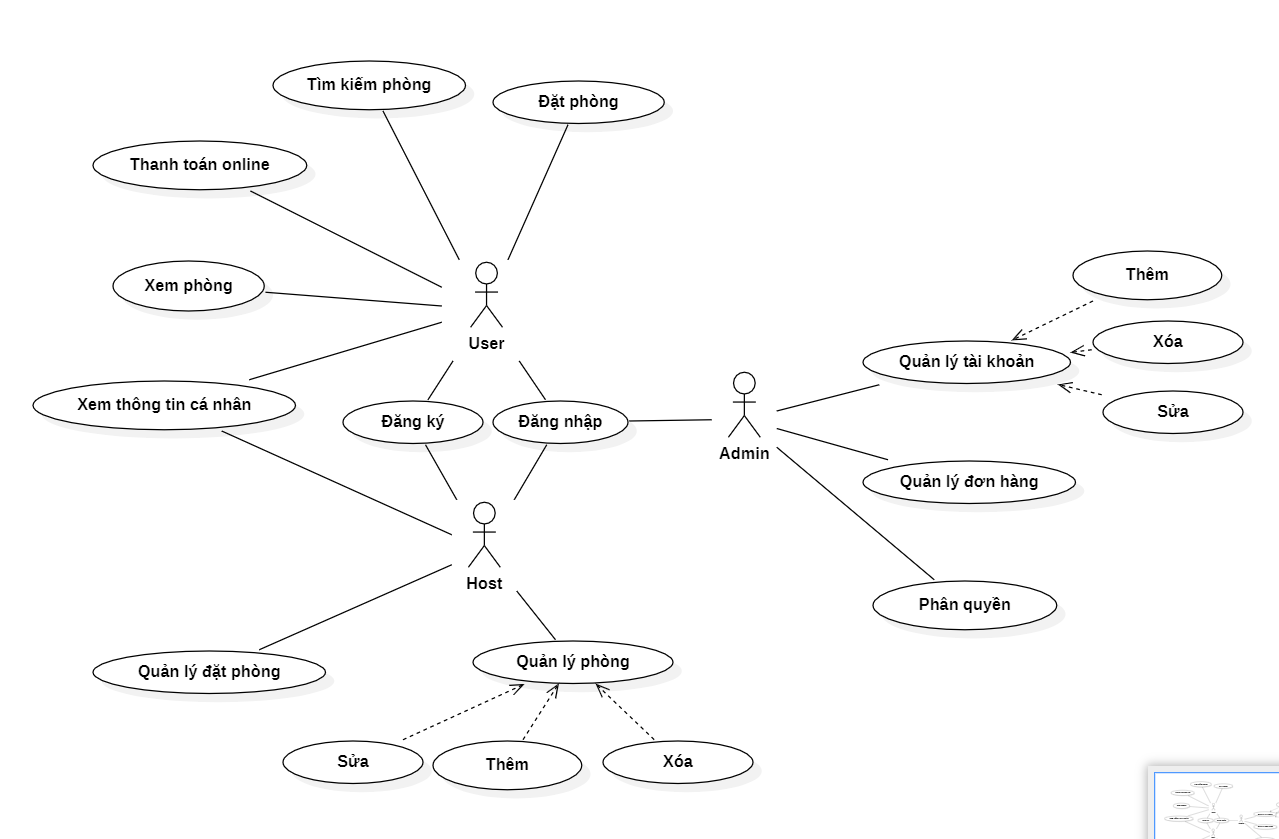 Tìm kiếm phòng
Đặt phòng
Thanh toán online
Xem phòng
User
Thêm
Xóa
Quản lý tài khoản
Sửa
Xem thông tin cá nhân
Đăng ký
Đăng nhập
Admin
Quản lý đơn hàng
Host
Phân quyền
Quản lý đặt phòng
Quản lý phòng
Sửa
Thêm
Xóa